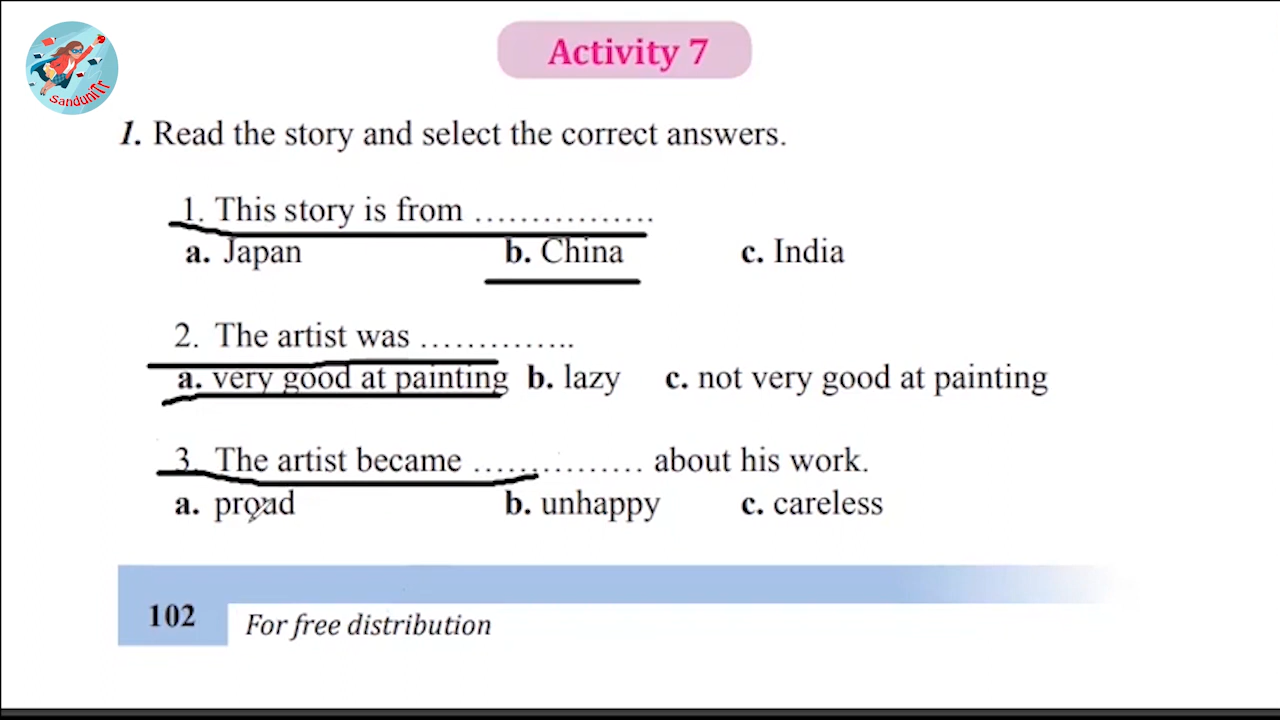 SanduniTr
Activity 7
1. Read the story and select the correct answers.
1. This story is from ................
a. Japan b. China c. India
2. The artist was ..............
a. very good at painting b. lazy c. not very good at painting
3. The artist became ............... about his work.
a. proud b. unhappy c. careless
102
For free distribution